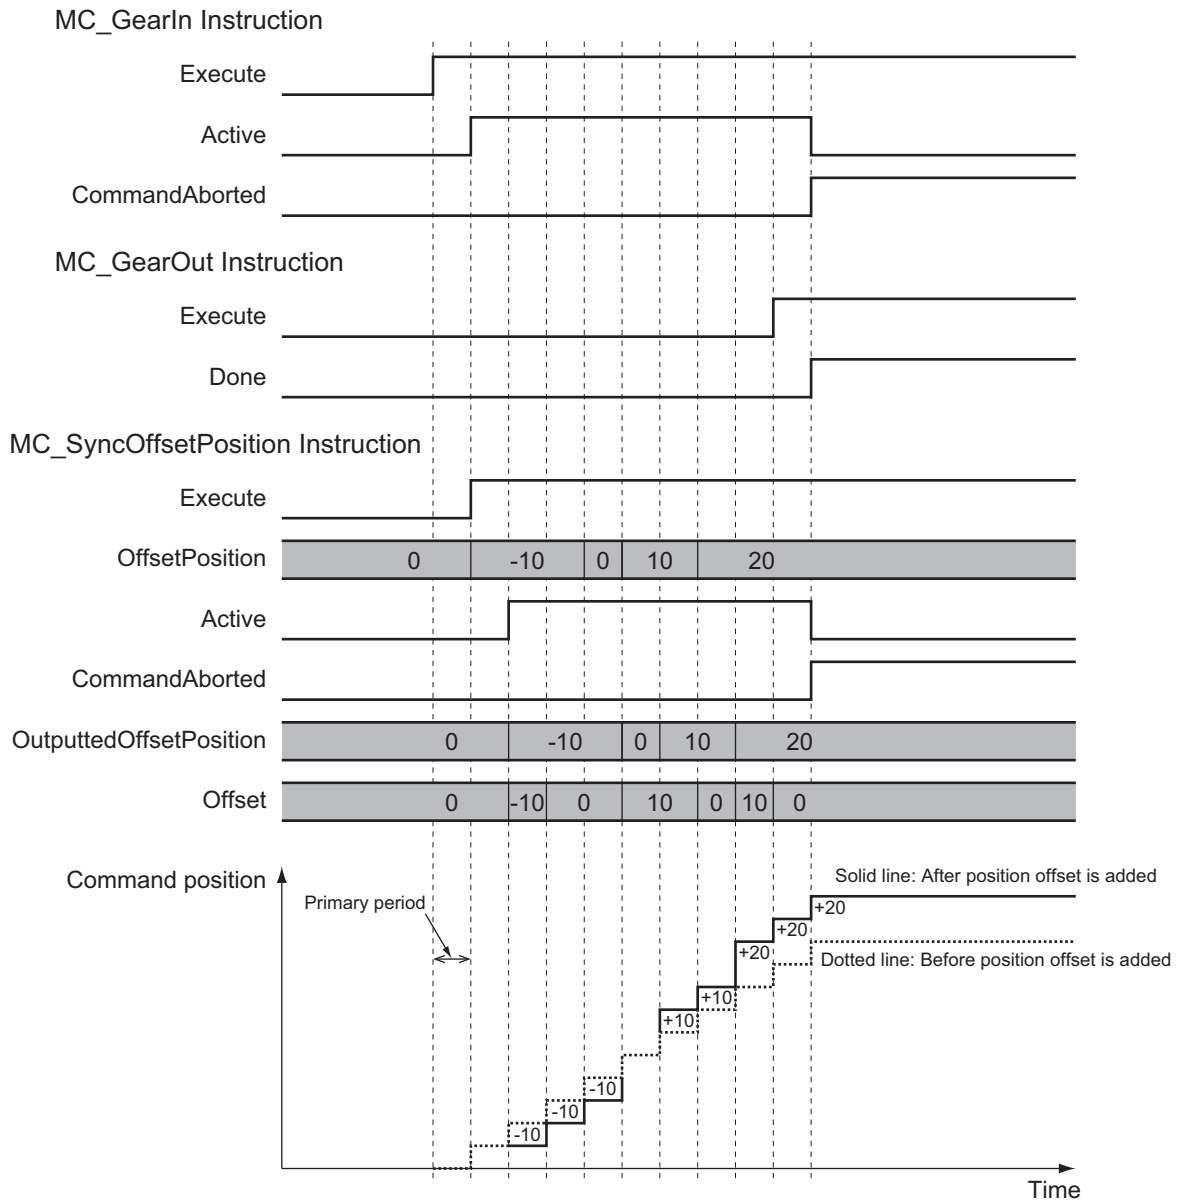 MC_GearIn Instruction
Execute
Active
CommandAborted
MC_GearOut Instruction
Execute
Done
MC_SyncOffsetPosition Instruction
Execute
OffsetPosition 0 -10 0 10 20
Active
CommandAborted
OutputtedOffsetPosition 0 -10 0 10 20
Offset 0 -10 0 10 0 10 0
Command position
Solid line: After position offset is added
Primary period
+20
+20
+20
Dotted line: Before position offset is added
+10
+10
-10
-10
-10
Time